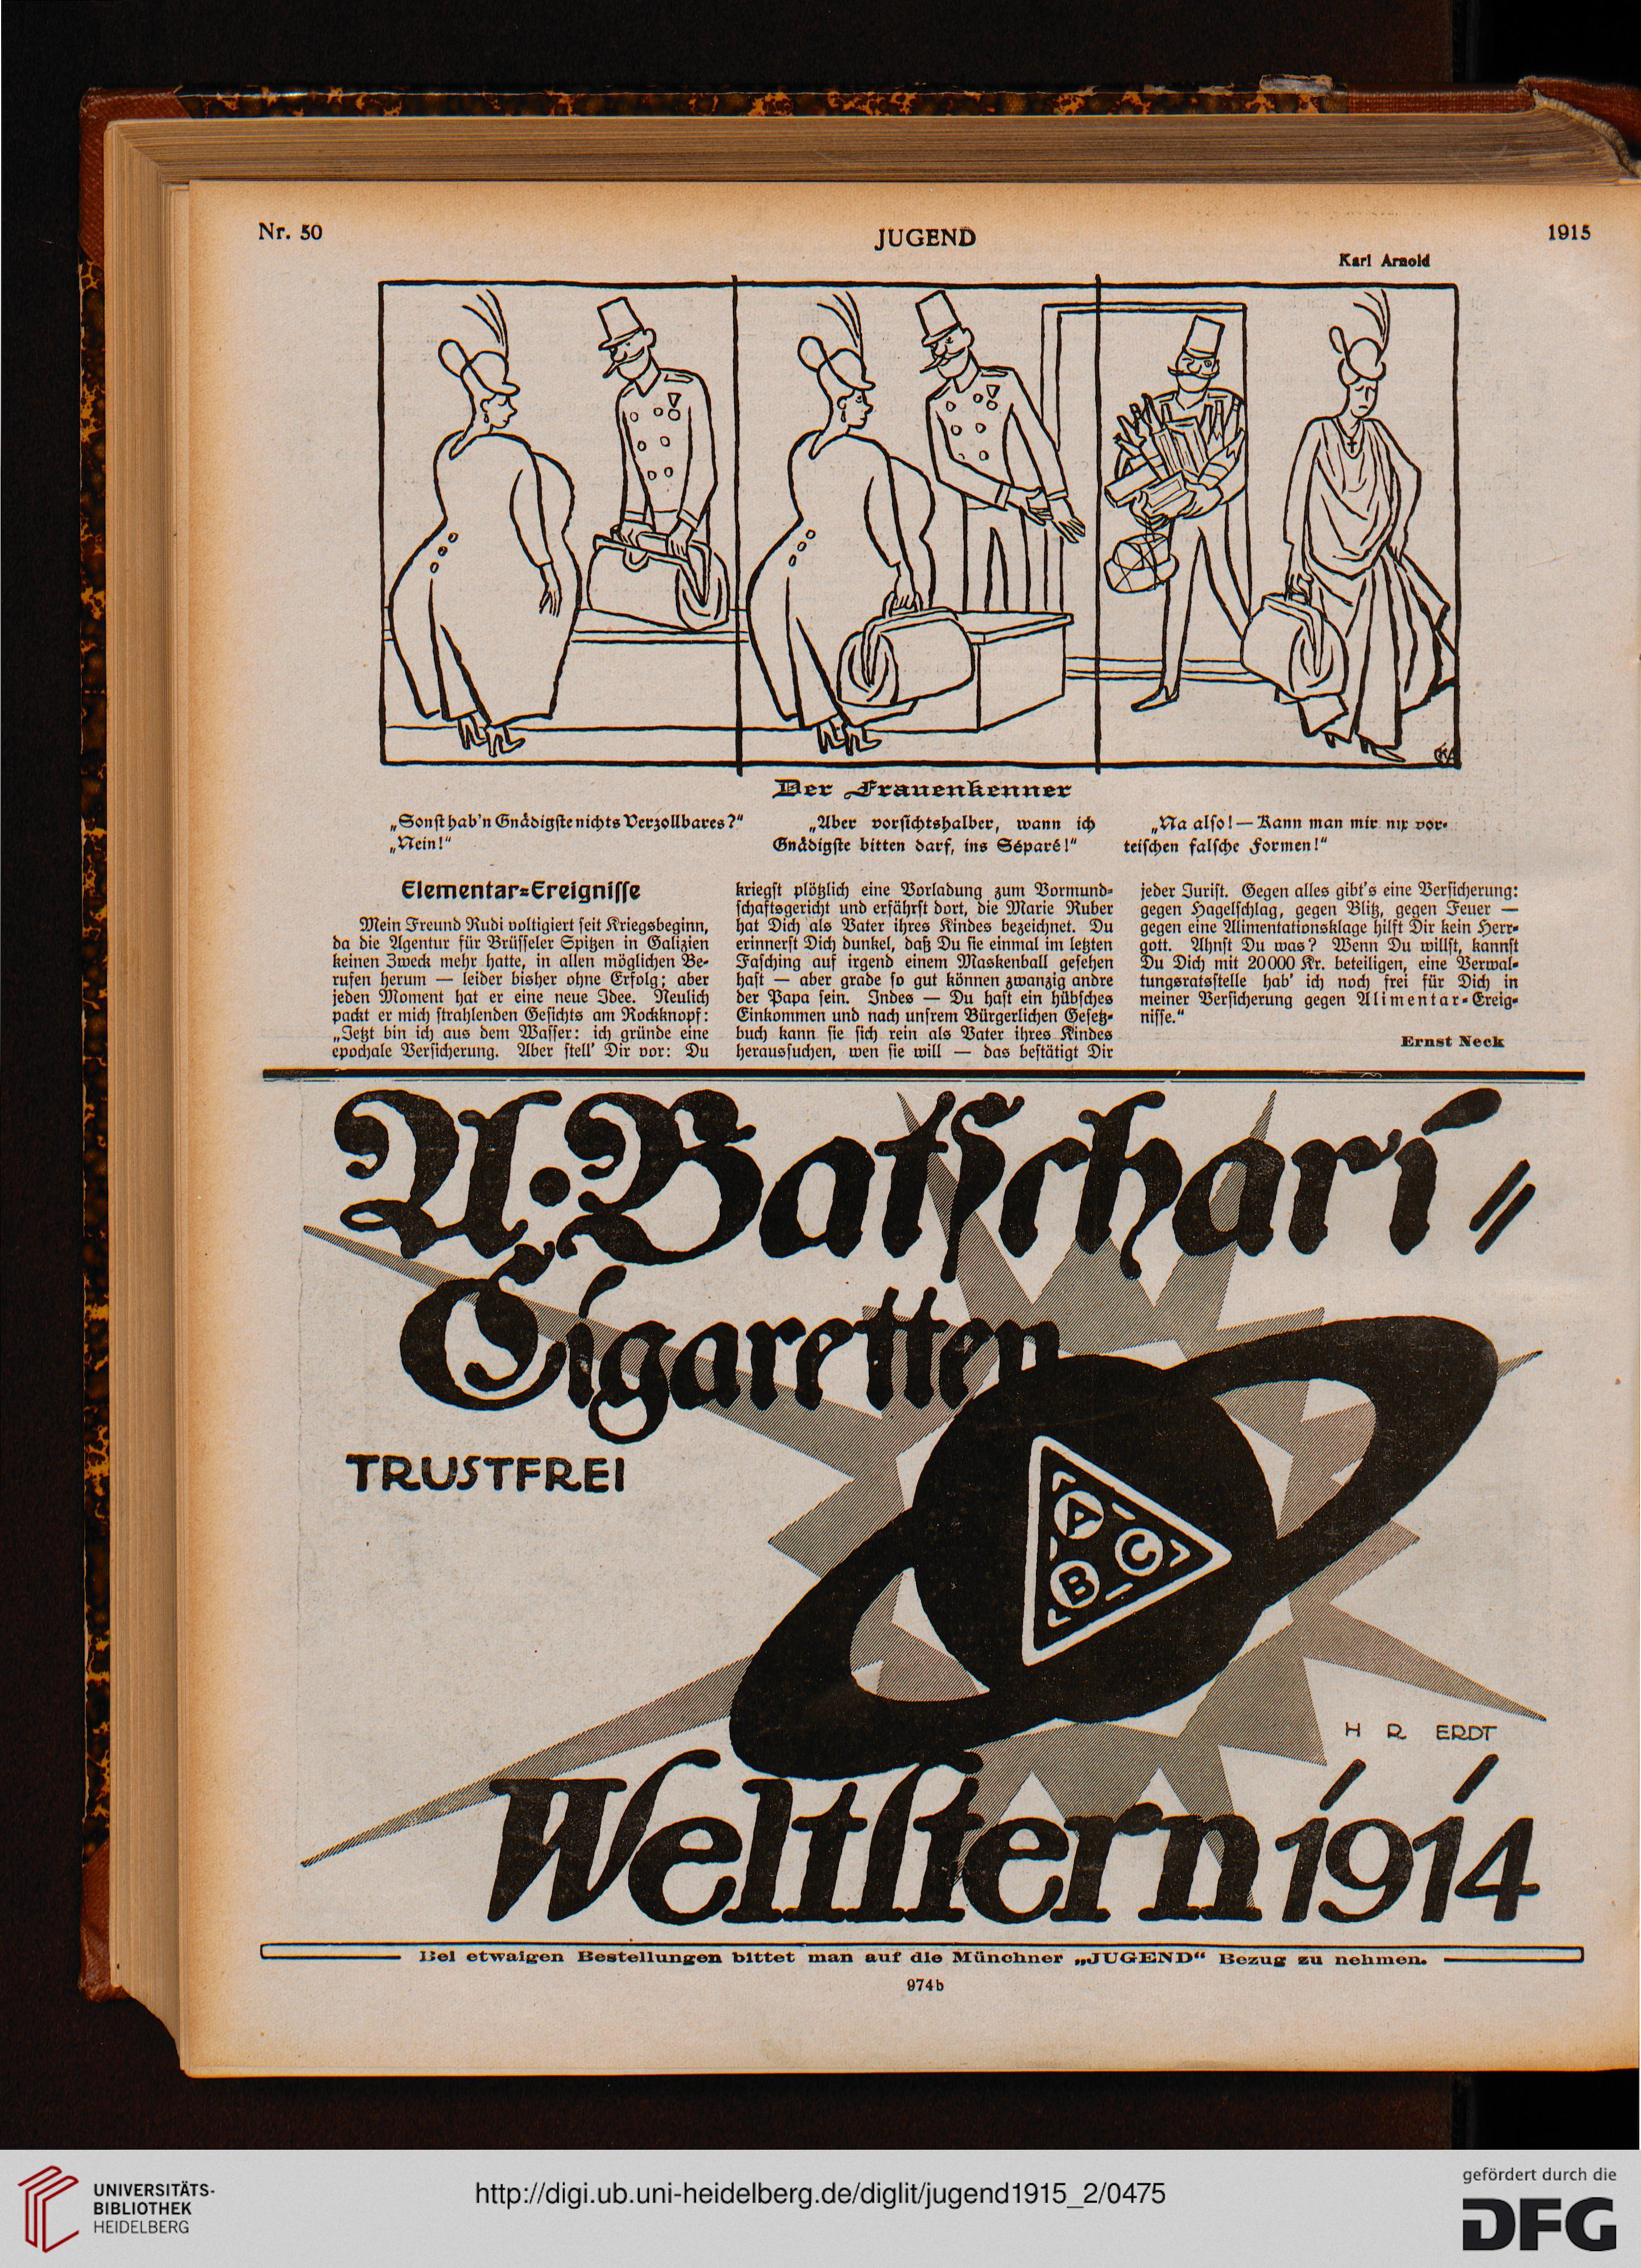 Nr. 50
JUGEND
1915
Karl Arnold
Der Frauenkenner
„Sonst hab'n Gnädigste nichts Verzollbares?“
„Nein!“
„Aber vorsichtshalber, wann ich
Gnädigste bitten darf, ins Séparé!“
„Na also! — Kann man mir nix vor-
teischen falsche Formen!“
Elementar-Ereignisse
Mein Freund Rudi voltigiert seit Kriegsbeginn,
da die Agentur für Brüsseler Spitzen in Galizien
keinen Zweck mehr hatte, in allen möglichen Be-
rufen herum — leider bisher ohne Erfolg; aber
jeden Moment hat er eine neue Idee. Neulich
packt er mich strahlenden Gesichts am Rockknopf:
„Jetzt bin ich aus dem Wasser: ich gründe eine
epochale Versicherung. Aber stell' Dir vor: Du
kriegst plötzlich eine Vorladung zum Vormund-
schaftsgericht und erfährst dort, die Marie Ruber
hat Dich als Vater ihres Kindes bezeichnet. Du
erinnerst Dich dunkel, daß Du sie einmal im letzten
Fasching auf irgend einem Maskenball gesehen
hast — aber grade so gut können zwanzig andre
der Papa sein. Indes — Du hast ein hübsches
Einkommen und nach unsrem Bürgerlichen Gesetz-
buch kann sie sich rein als Vater ihres Kindes
heraussuchen, wen sie will — das bestätigt Dir
jeder Jurist. Gegen alles gibt's eine Versicherung:
gegen Hagelschlag, gegen Blitz, gegen Feuer —
gegen eine Alimentationsklage hilft Dir kein Herr-
gott. Ahnst Du was? Wenn Du willst, kannst
Du Dich mit 20000 Kr. beteiligen, eine Verwal-
tungsratsstelle hab' ich noch frei für Dich in
meiner Versicherung gegen Alimentar-Ereig-
nisse.“
Ernst Neck
A. Batschari-
Cigaretten
TRUSTFREI
A
C
B
H R ERDT
Weltstern 1914
Bei etwaigen Bestellungen bittet man auf die Münchner „JUGEND“ Bezug zu nehmen.
974b
UNIVERSITÄTS-
BIBLIOTHEK
HEIDELBERG
http://digi.ub.uni-heidelberg.de/diglit/jugend1915_2/0475
gefördert durch die
DFG